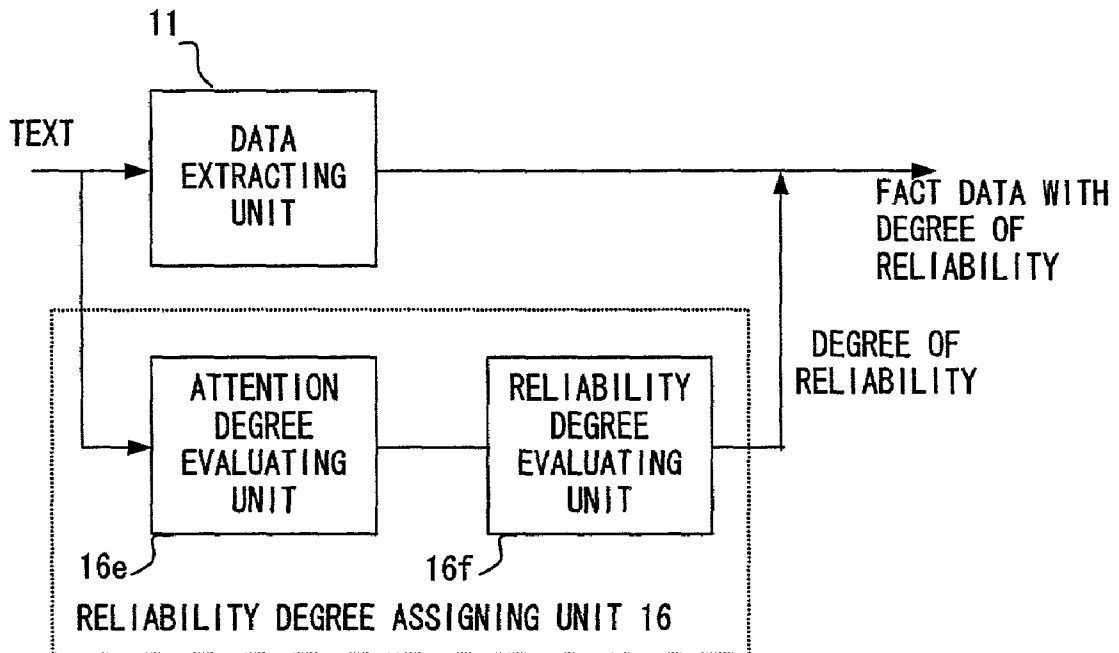 11
TEXT
DATA
EXTRACTING
UNIT
FACT DATA WITH
DEGREE OF
RELIABILITY
DEGREE OF
RELIABILITY
ATTENTION
DEGREE
EVALUATING
UNIT
RELIABILITY
DEGREE
EVALUATING
UNIT
16e
16f
RELIABILITY DEGREE ASSIGNING UNIT 16